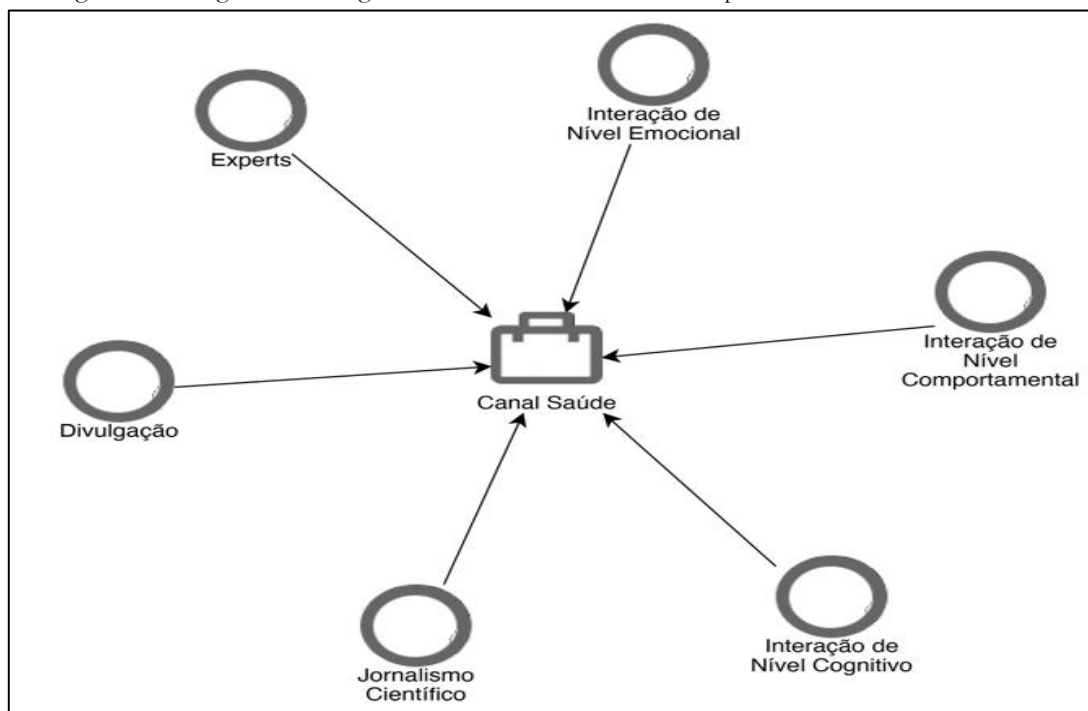 Experts
Interação de
Nível Emocional
Interação de
Nível
Comportamental
Canal Saúde
Divulgação
Jornalismo
Científico
Interação de
Nível Cognitivo